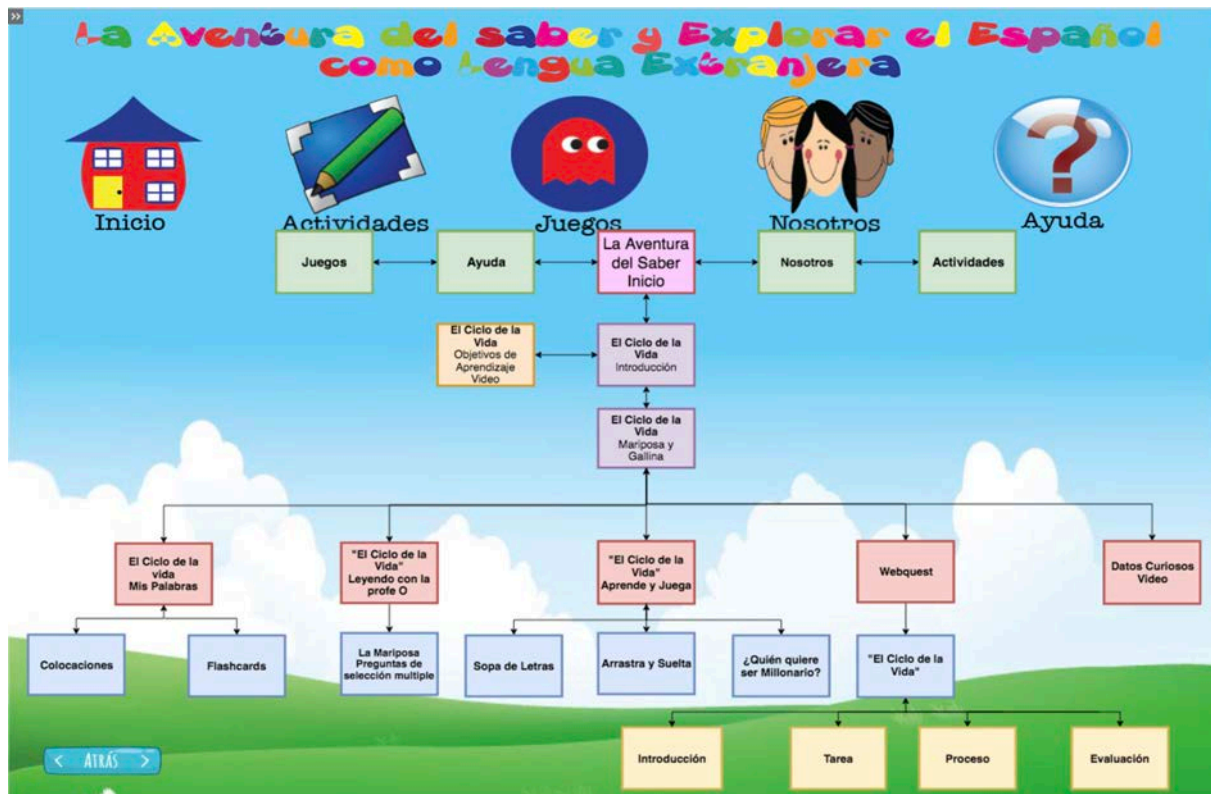 La Aventura del saber y Explorar el Español
como Lengua Extranjera
Inicio
Actividades
Juegos
Nosotros
Ayuda
Juegos
Ayuda
La Aventura
del Saber
Inicio
Nosotros
Actividades
El Ciclo de la
Vida
Objetivos de
Aprendizaje
Video
El Ciclo de la
Vida
Introducción
El Ciclo de la
Vida
Mariposa y
Gallina
El Ciclo de la
vida
Mis Palabras
"El Ciclo de la
Vida"
Leyendo con la
profe O
"El Ciclo de la
Vida"
Aprende y Juega
Webquest
Datos Curiosos
Video
Colocaciones
Flashcards
La Mariposa
Preguntas de
selección multiple
Sopa de Letras
Arrastra y Suelta
¿Quién quiere
ser Millonario?
"El Ciclo de la
Vida"
Introducción
Tarea
Proceso
Evaluación
< ATRÁS >